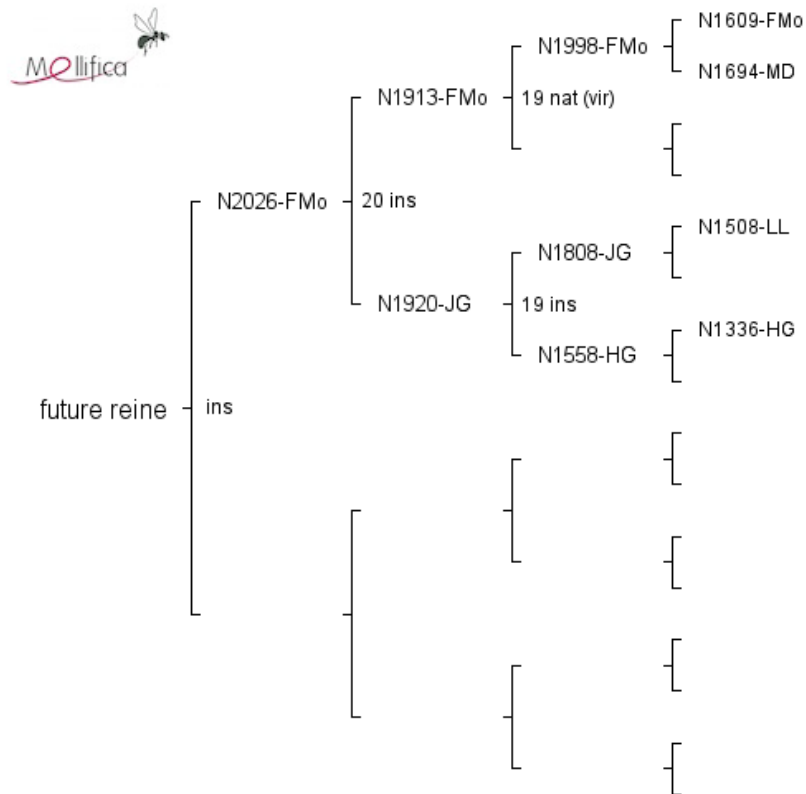 Mellifica
N1609-FMo
N1998-FMo
N1694-MD
N1913-FMo
19 nat (vir)
N2026-FMo
20 ins
N1508-LL
N1808-JG
N1920-JG
19 ins
N1336-HG
N1558-HG
future reine
ins